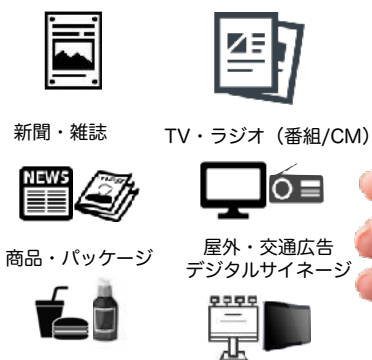 新聞・雑誌
TV・ラジオ（番組/CM）
NEWS
商品・パッケージ
屋外・交通広告
デジタルサイネージ